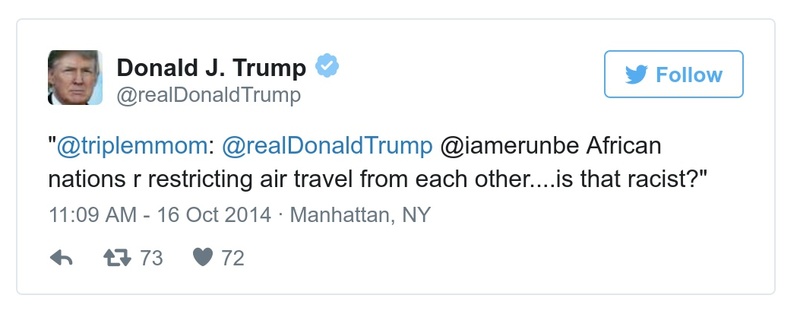 Donald J. Trump
@realDonaldTrump
Follow
"@triplemmom: @realDonaldTrump @iamerunbe African
nations r restricting air travel from each other....is that racist?"
11:09 AM - 16 Oct 2014 · Manhattan, NY
73 72